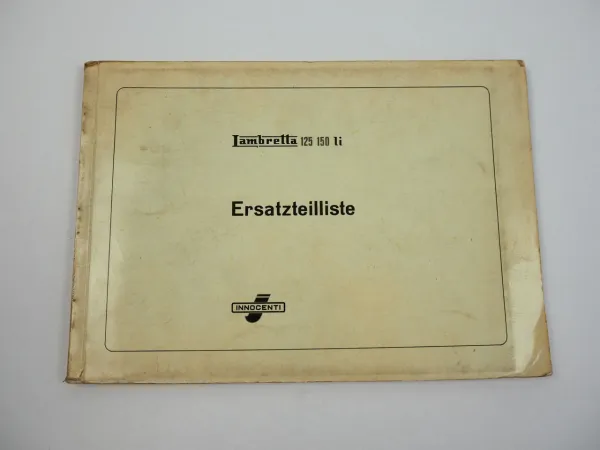 Lambretta 125 150 li
Ersatzteilliste
INNOCENTI